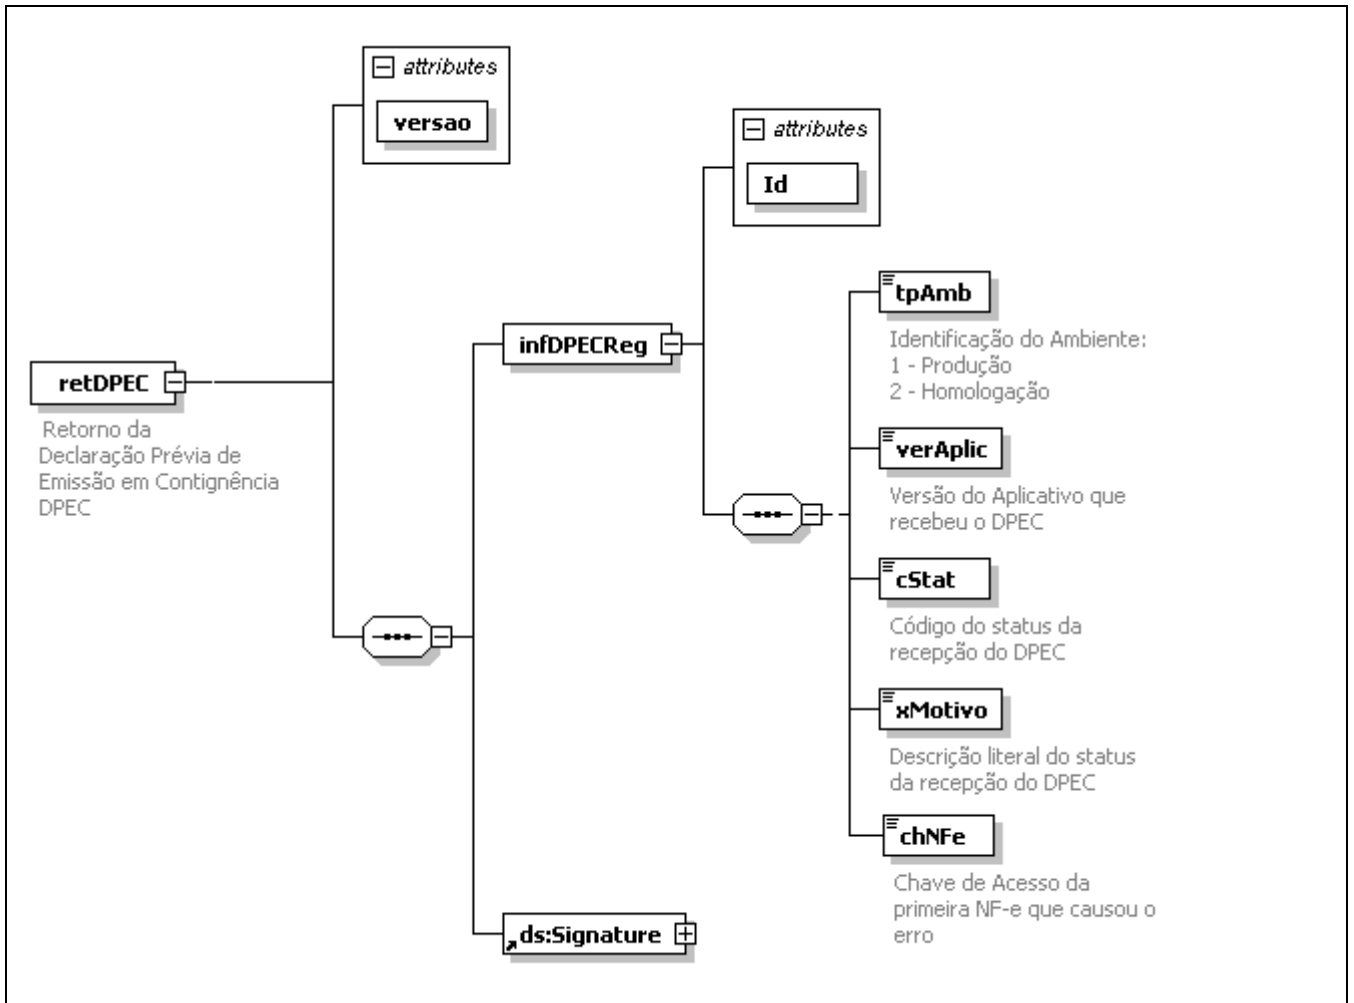 attributes
versao
attributes
Id
tpAmb
Identificação do Ambiente:
1 - Produção
2 - Homologação
infDPECReg
retDPEC
Retorno da
Declaração Prévia de
Emissão em Contignência
DPEC
verAplic
Versão do Aplicativo que
recebeu o DPEC
cStat
Código do status da
recepção do DPEC
xMotivo
Descrição literal do status
da recepção do DPEC
chNFe
Chave de Acesso da
primeira NF-e que causou o
erro
ds:Signature